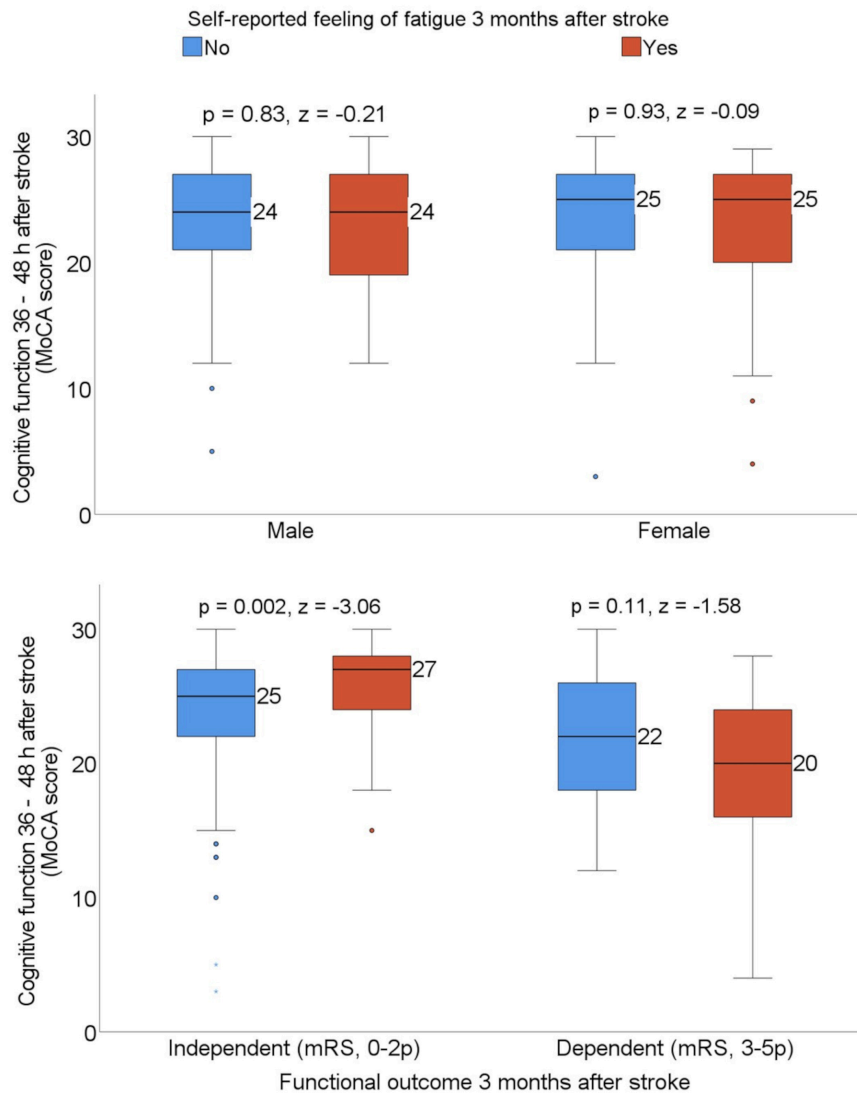 Self-reported feeling of fatigue 3 months after stroke
No Yes
p = 0.83, z = -0.21 p = 0.93, z = -0.09
Cognitive function 36 - 48 h after stroke
(MoCA score)
30
20
10
0
24 24 25 25
Male Female
p = 0.002, z = -3.06 p = 0.11, z = -1.58
Cognitive function 36 - 48 h after stroke
(MoCA score)
30
20
10
0
25 27 22 20
Independent (mRS, 0-2p) Dependent (mRS, 3-5p)
Functional outcome 3 months after stroke